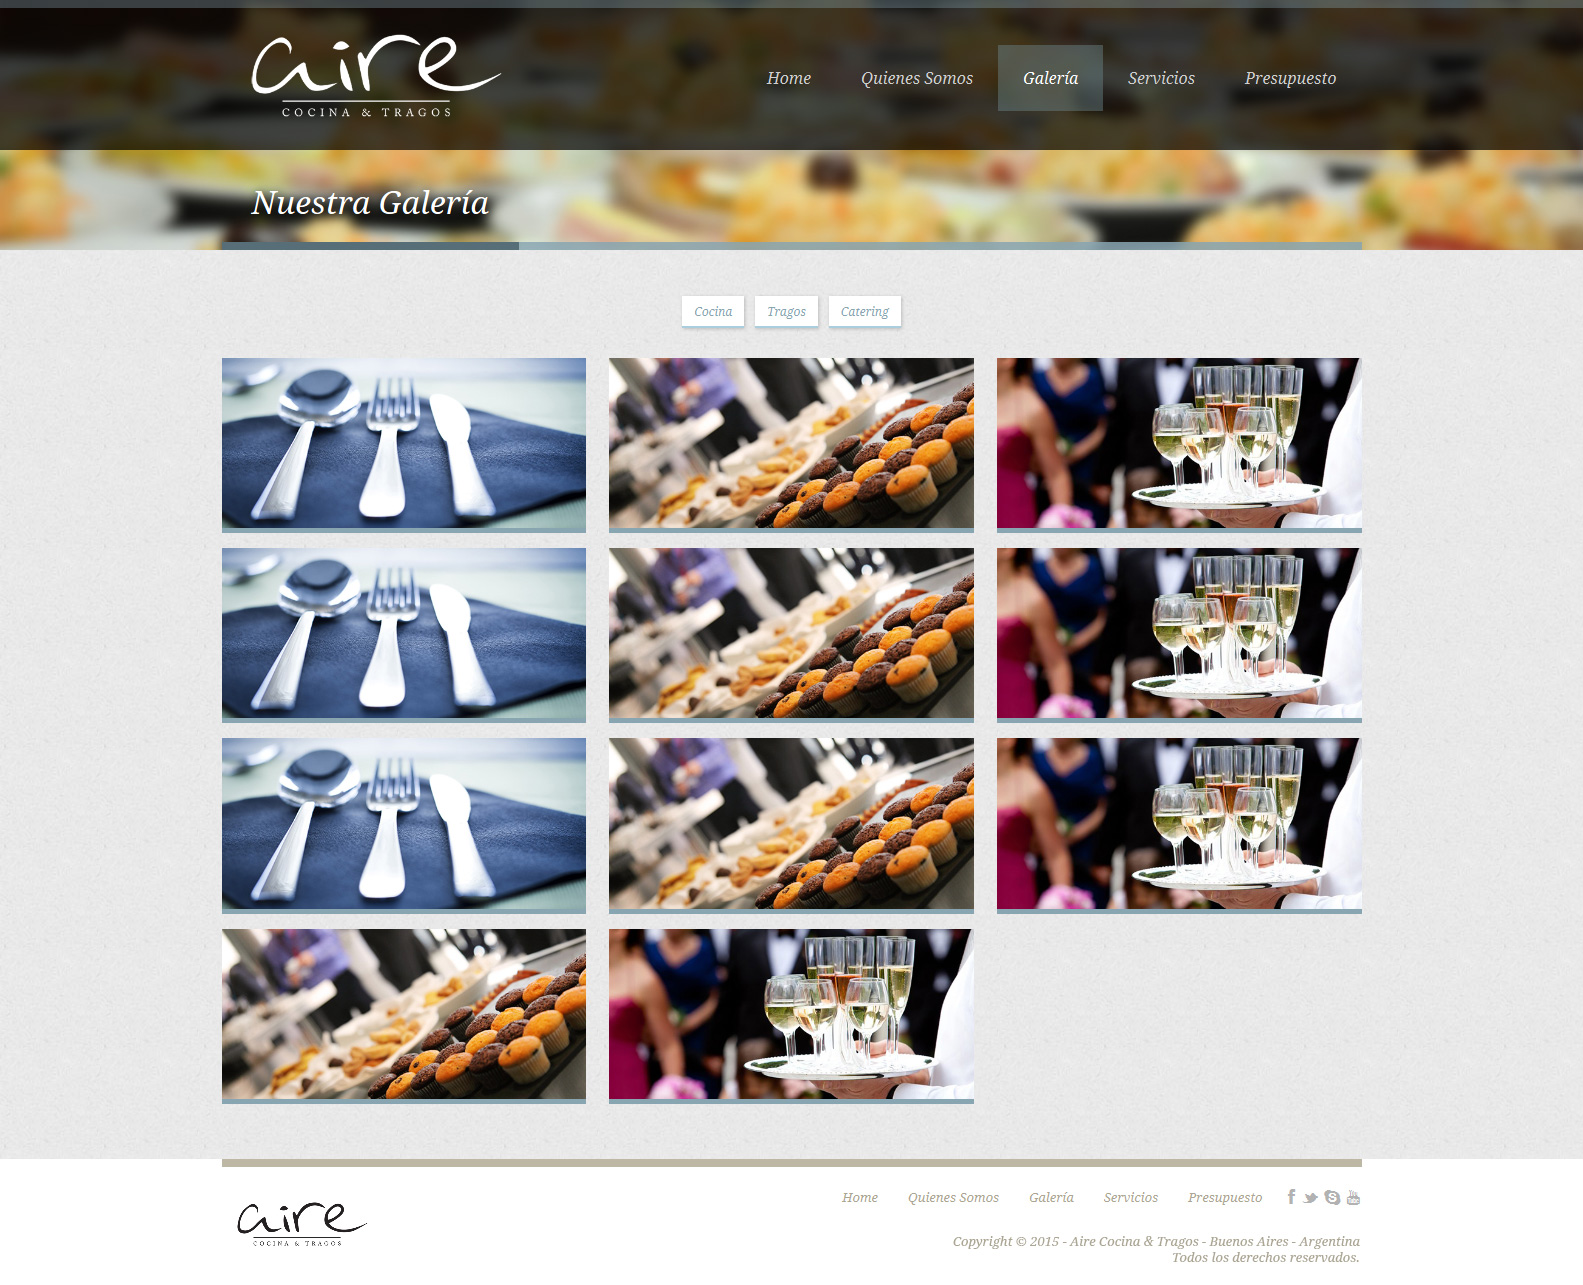 aire
COCINA & TRAGOS
Home Quienes Somos Galería Servicios Presupuesto
Nuestra Galería
Cocina Tragos Catering
Home Quienes Somos Galería Servicios Presupuesto
aire
COCINA & TRAGOS
Copyright © 2015 - Aire Cocina & Tragos - Buenos Aires - Argentina
Todos los derechos reservados.